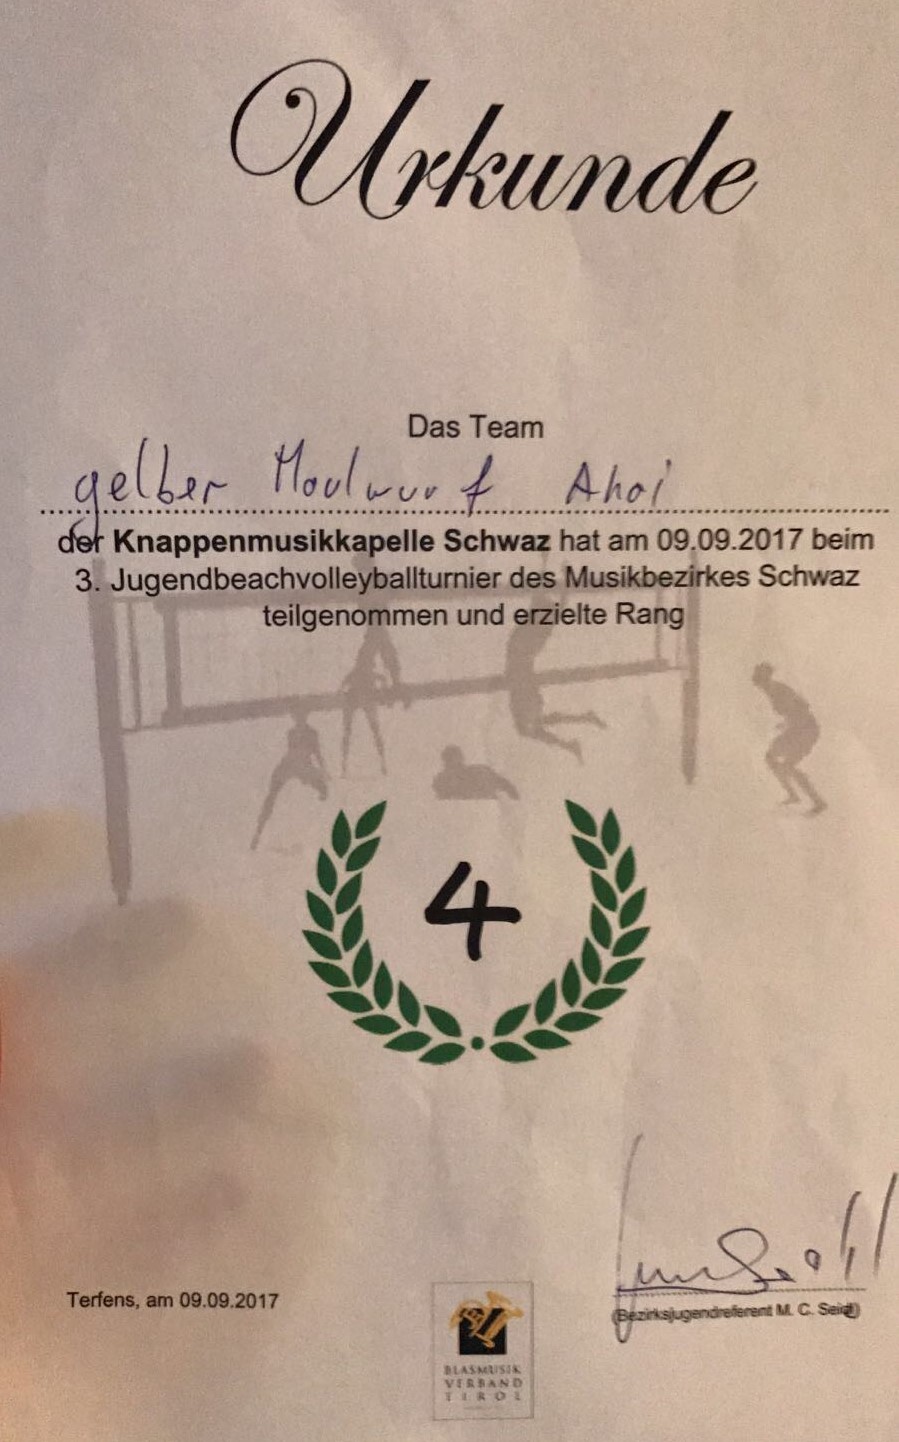 Urkunde
Das Team
gelber Maulwurf Ahoi
der Knappenmusikkapelle Schwaz hat am 09.09.2017 beim
3. Jugendbeachvolleyballturnier des Musikbezirkes Schwaz
teilgenommen und erzielte Rang
4
Terfens, am 09.09.2017
(Bezirksjugendreferent M. C. Seidl)
BLASMUSIK
VERBAND
TIROL